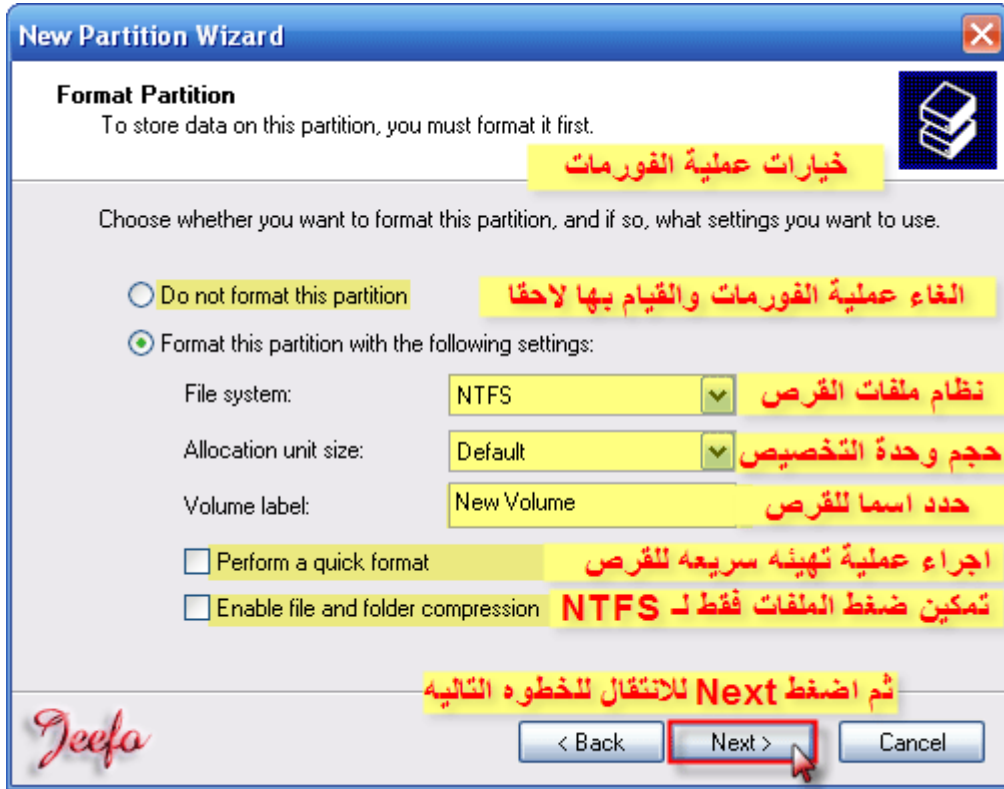 New Partition Wizard
Format Partition
To store data on this partition, you must format it first.
خيارات عملية الفورمات
Choose whether you want to format this partition, and if so, what settings you want to use.
Do not format this partition الغاء عملية الفورمات والقيام بها لاحقا
Format this partition with the following settings:
File system: NTFS نظام ملفات القرص
Allocation unit size: Default حجم وحدة التخصيص
Volume label: New Volume حدد اسما للقرص
Perform a quick format اجراء عملية تهيئه سريعه للقرص
Enable file and folder compression تمكين ضغط الملفات فقط لـ NTFS
ثم اضغط Next للانتقال للخطوه التاليه
Jeefo
< Back Next > Cancel